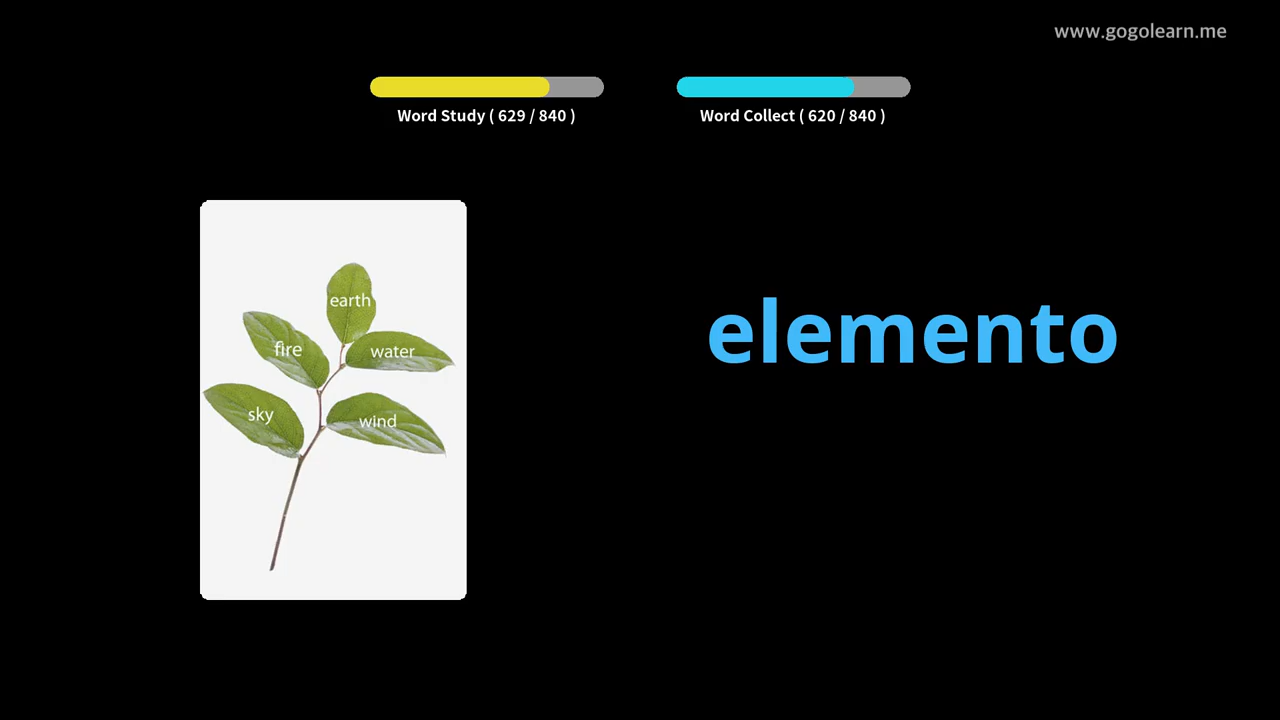 www.gogolearn.me
Word Study ( 629 / 840 )
Word Collect ( 620 / 840 )
earth
fire
water
sky
wind
elemento